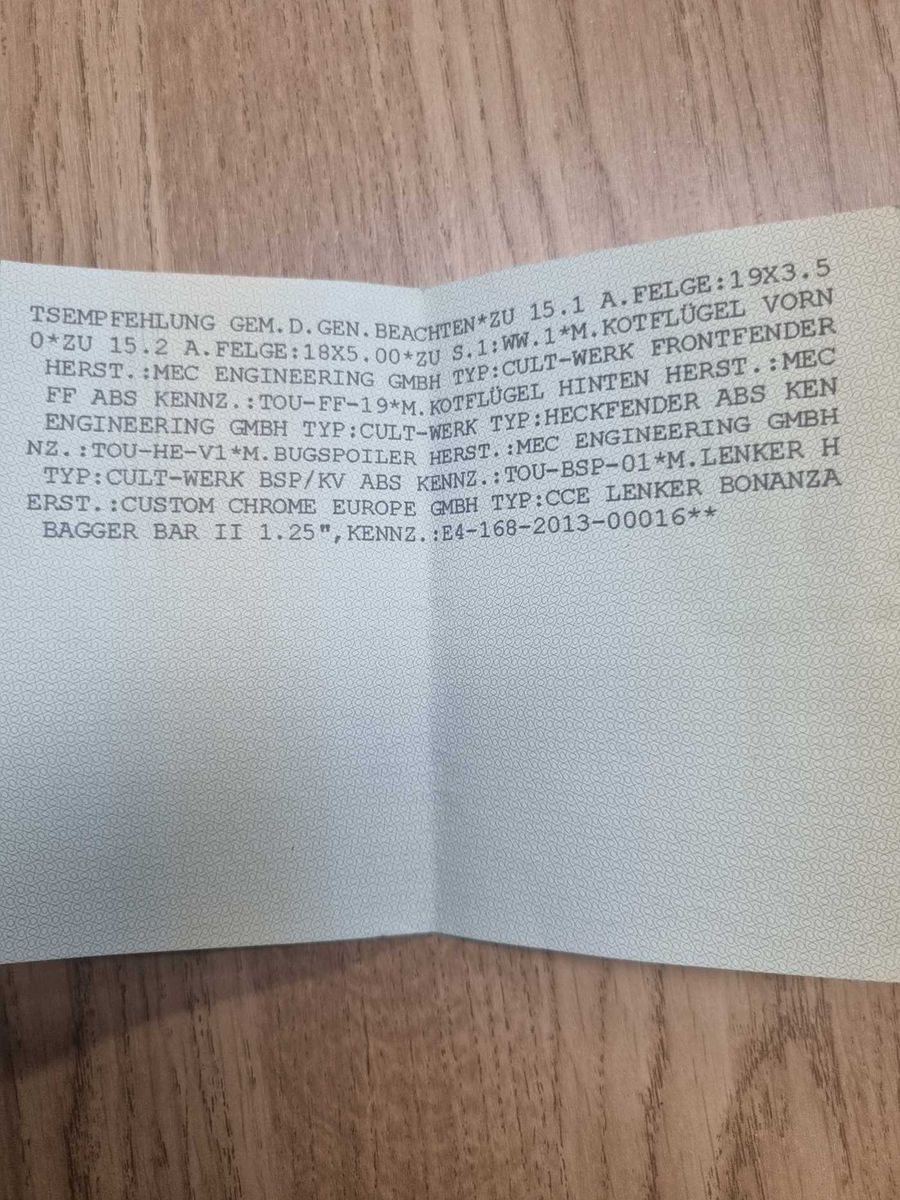 TSEMPFEHLUNG GEM.D.GEN.BEACHTEN*ZU 15.1 A.FELGE:19X3.5
0*ZU 15.2 A.FELGE:18X5.00*ZU S.1:WW.1*M.KOTFLÜGEL VORN
HERST.:MEC ENGINEERING GMBH TYP:CULT-WERK FRONTFENDER
FF ABS KENNZ.:TOU-FF-19*M.KOTFLÜGEL HINTEN HERST.:MEC
ENGINEERING GMBH TYP:CULT-WERK TYP:HECKFENDER ABS KEN
NZ.:TOU-HE-V1*M.BUGSPOILER HERST.:MEC ENGINEERING GMBH
TYP:CULT-WERK BSP/KV ABS KENNZ.:TOU-BSP-01*M.LENKER H
ERST.:CUSTOM CHROME EUROPE GMBH TYP:CCE LENKER BONANZA
BAGGER BAR II 1.25",KENNZ.:E4-168-2013-00016**